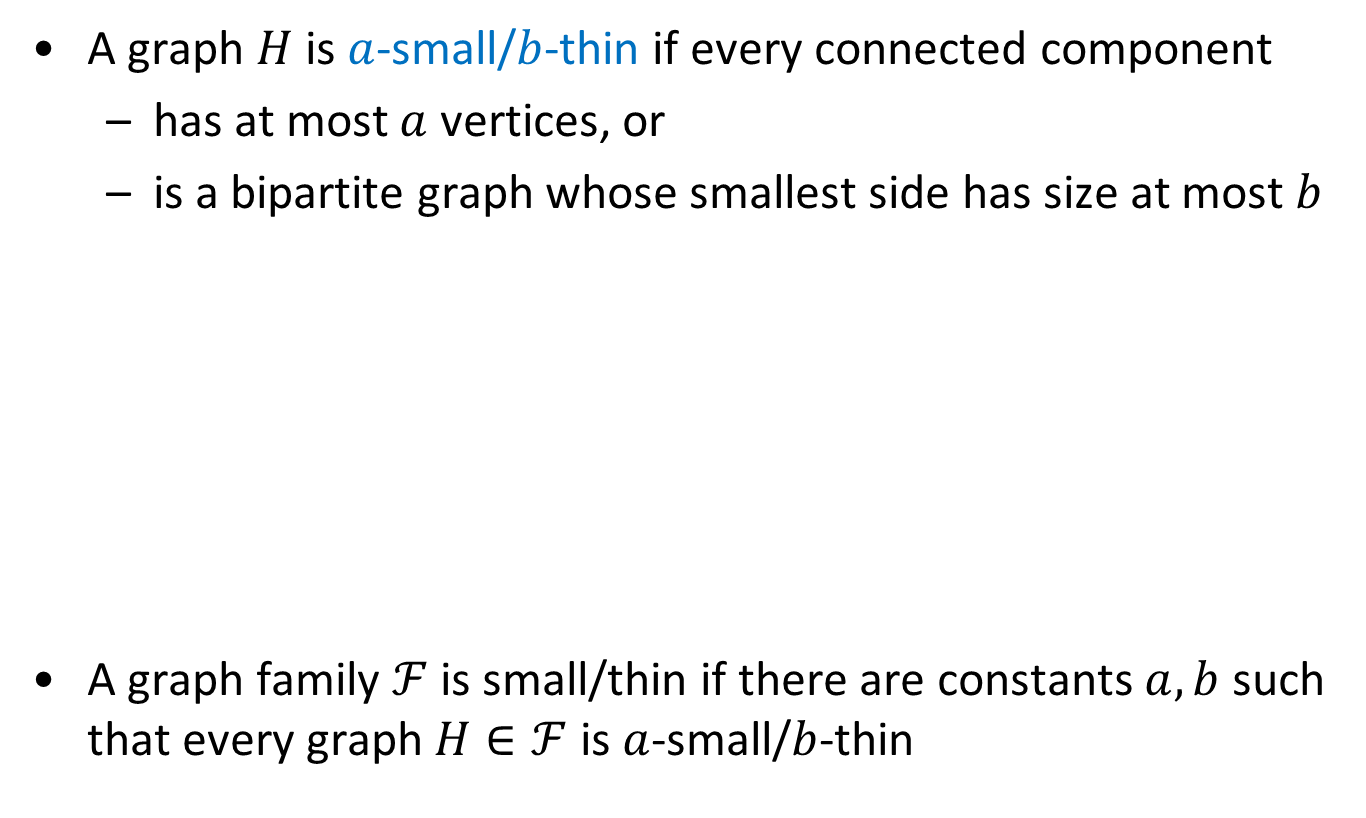 • A graph 𝐻 is 𝑎-small/𝑏-thin if every connected component
– has at most 𝑎 vertices, or
– is a bipartite graph whose smallest side has size at most 𝑏
• A graph family ℱ is small/thin if there are constants 𝑎, 𝑏 such
that every graph 𝐻 ∈ ℱ is 𝑎-small/𝑏-thin